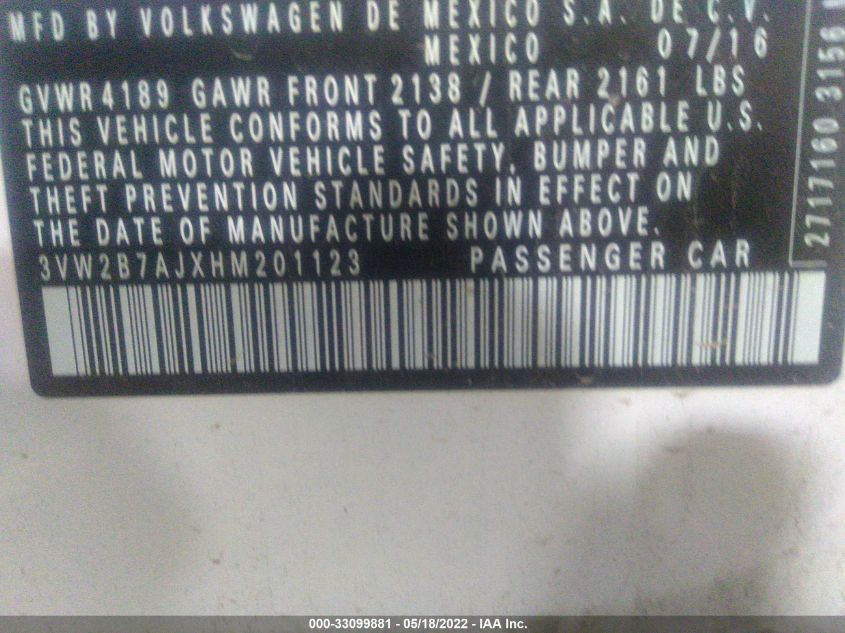 MFD BY VOLKSWAGEN DE MEXICO S.A. DE C.V.
MEXICO 07/16
GVWR 4189 GAWR FRONT 2138 / REAR 2161 LBS
THIS VEHICLE CONFORMS TO ALL APPLICABLE U.S.
FEDERAL MOTOR VEHICLE SAFETY, BUMPER AND
THEFT PREVENTION STANDARDS IN EFFECT ON
THE DATE OF MANUFACTURE SHOWN ABOVE.
3VW2B7AJXHM201123 PASSENGER CAR
2717160 3156
000-33099881 - 05/18/2022 - IAA Inc.